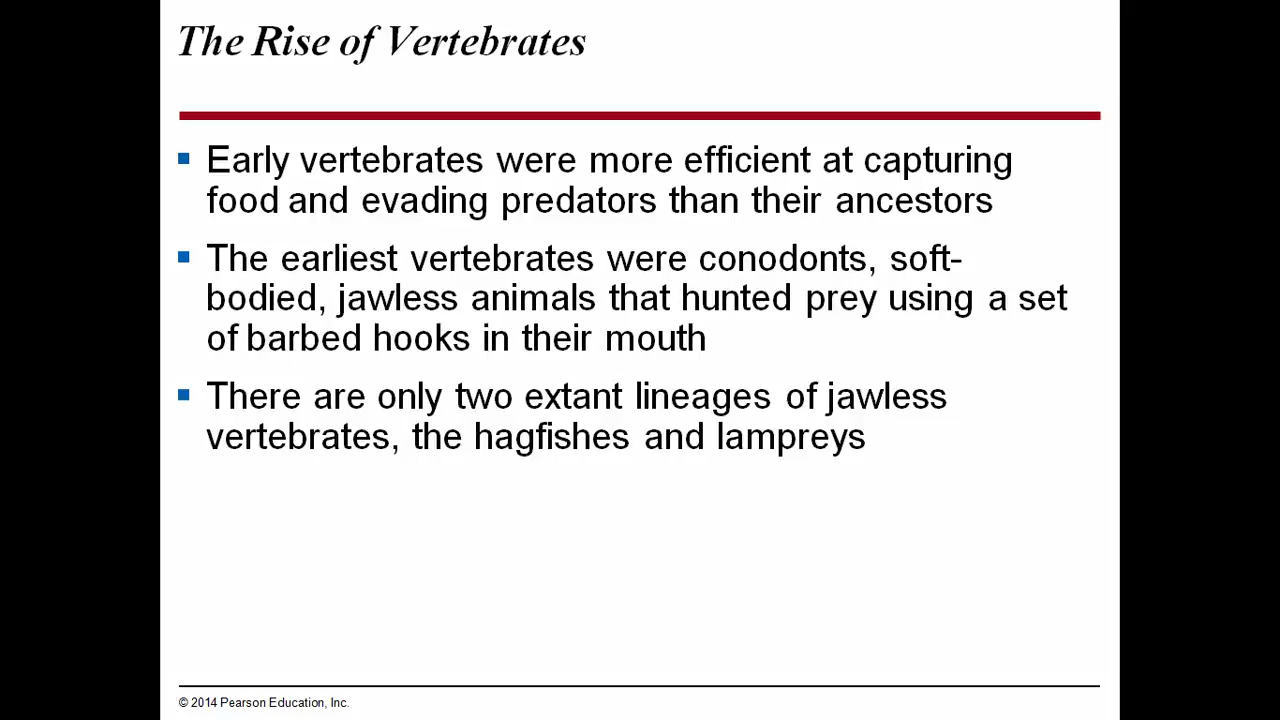 The Rise of Vertebrates
Early vertebrates were more efficient at capturing
food and evading predators than their ancestors
The earliest vertebrates were conodonts, soft-
bodied, jawless animals that hunted prey using a set
of barbed hooks in their mouth
There are only two extant lineages of jawless
vertebrates, the hagfishes and lampreys
© 2014 Pearson Education, Inc.